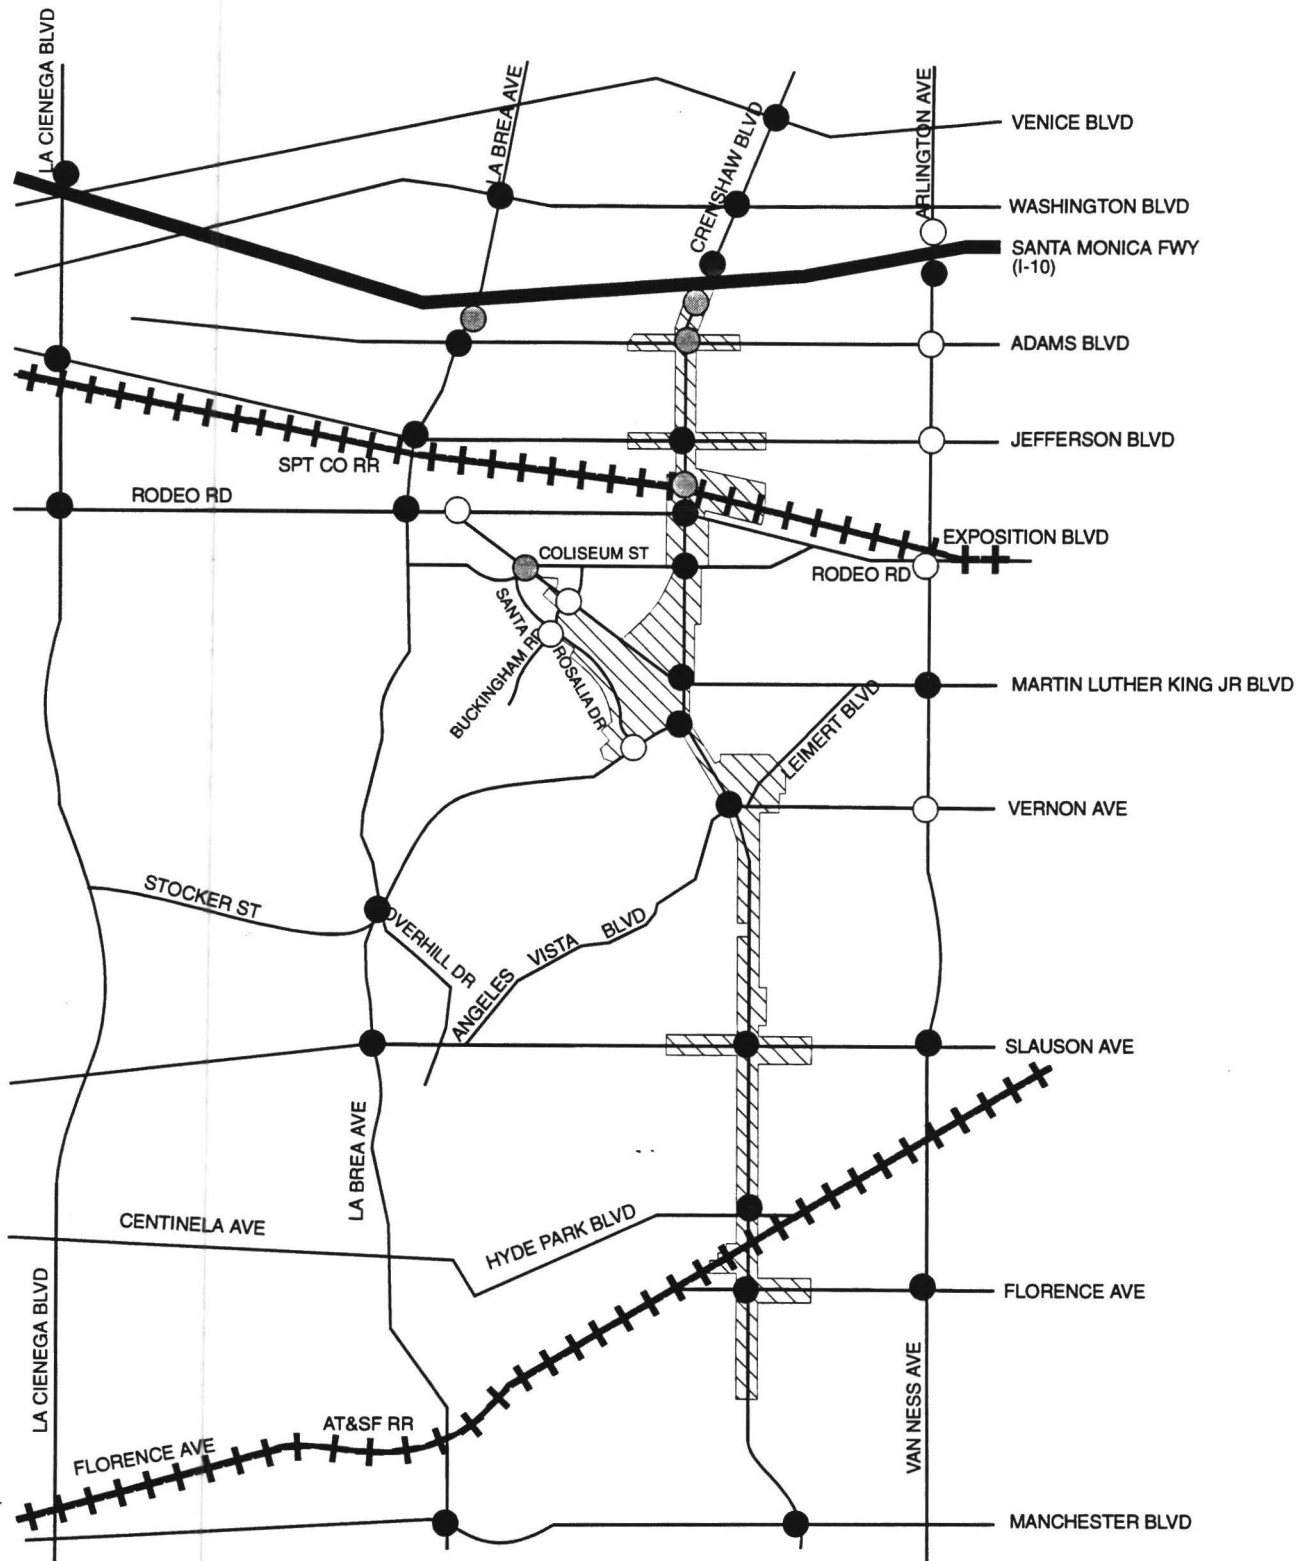 LA CIENEGA BLVD
LA BREA AVE
CRENSHAW BLVD
ARLINGTON AVE
VENICE BLVD
WASHINGTON BLVD
SANTA MONICA FWY
(I-10)
ADAMS BLVD
JEFFERSON BLVD
SPT CO RR
RODEO RD
EXPOSITION BLVD
COLISEUM ST
RODEO RD
SANTA
ROSALIA DR
BUCKINGHAM RD
MARTIN LUTHER KING JR BLVD
LEIMERT BLVD
VERNON AVE
STOCKER ST
OVERHILL DR
ANGELES VISTA BLVD
SLAUSON AVE
LA BREA AVE
CENTINELA AVE
HYDE PARK BLVD
LA CIENEGA BLVD
FLORENCE AVE
VAN NESS AVE
AT&SF RR
FLORENCE AVE
MANCHESTER BLVD